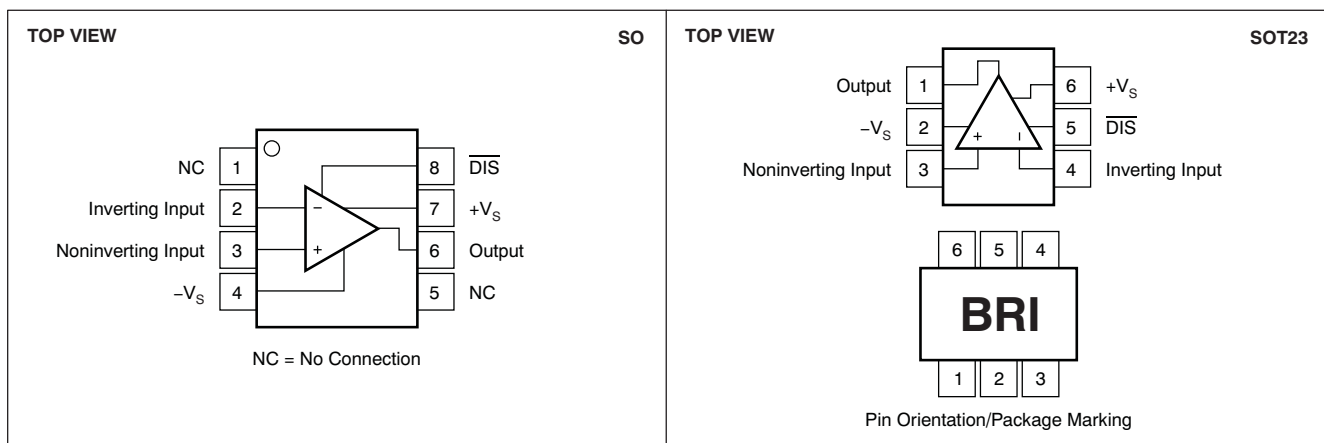 TOP VIEW
SO
NC 1
8 D̅I̅S̅
Inverting Input 2 −
7 +VS
Noninverting Input 3 +
6 Output
−VS 4
5 NC
NC = No Connection
TOP VIEW
SOT23
Output 1
6 +VS
−VS 2
5 D̅I̅S̅
+ −
Noninverting Input 3
4 Inverting Input
6 5 4
BRI
1 2 3
Pin Orientation/Package Marking